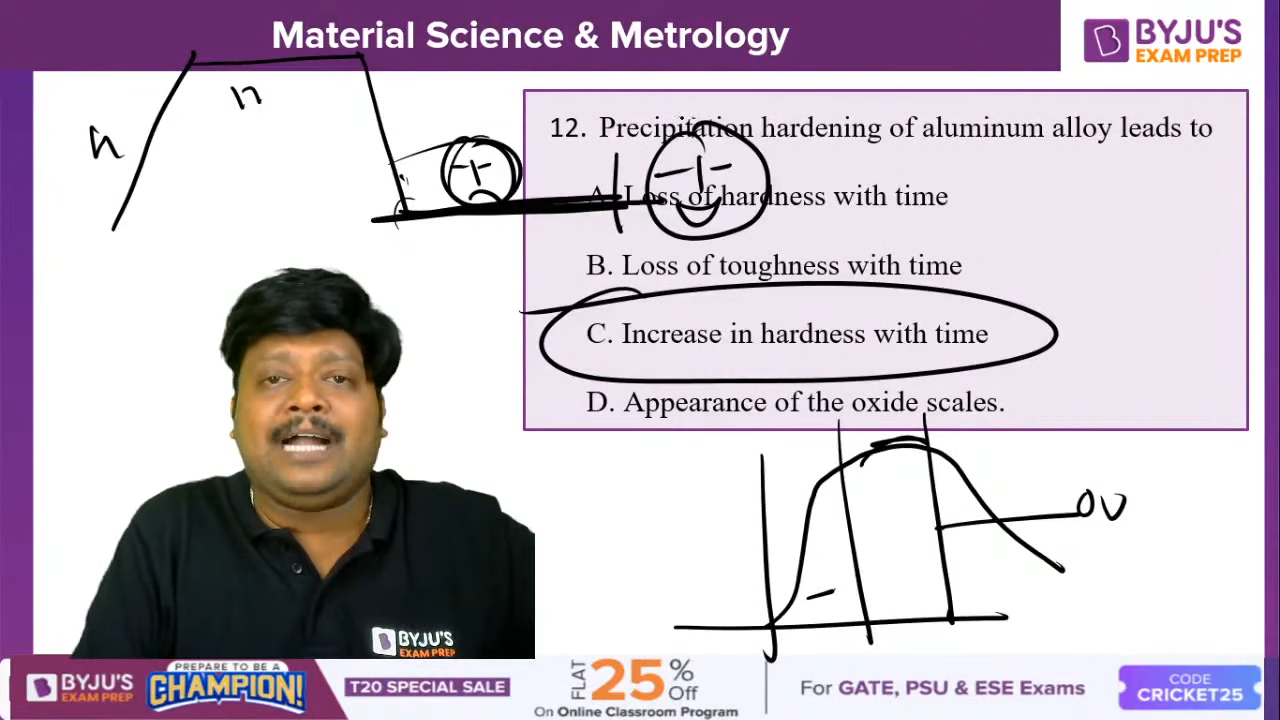 Material Science & Metrology
BYJU'S
EXAM PREP
h
n
12. Precipitation hardening of aluminum alloy leads to
A. Loss of hardness with time
B. Loss of toughness with time
C. Increase in hardness with time
D. Appearance of the oxide scales.
OV
BYJU'S
EXAM PREP
BYJU'S
EXAM PREP
PREPARE TO BE A
CHAMPION!
T20 SPECIAL SALE
FLAT 25% Off
On Online Classroom Program
For GATE, PSU & ESE Exams
CODE
CRICKET25